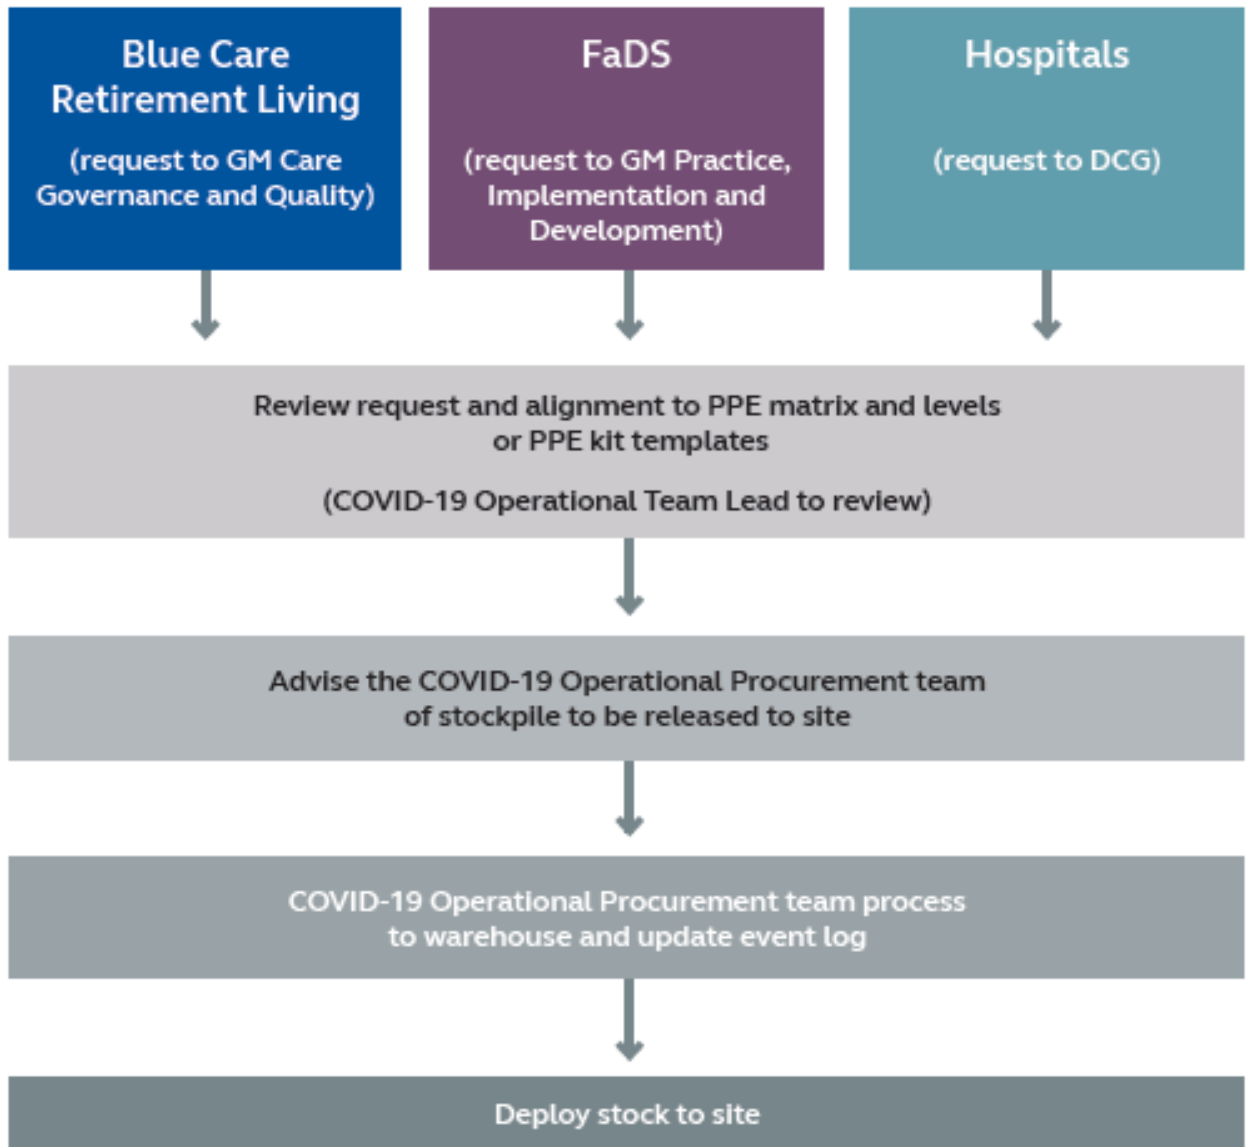 Blue Care
Retirement Living
(request to GM Care
Governance and Quality)
FaDS
(request to GM Practice,
Implementation and
Development)
Hospitals
(request to DCG)
Review request and alignment to PPE matrix and levels
or PPE kit templates
(COVID-19 Operational Team Lead to review)
Advise the COVID-19 Operational Procurement team
of stockpile to be released to site
COVID-19 Operational Procurement team process
to warehouse and update event log
Deploy stock to site